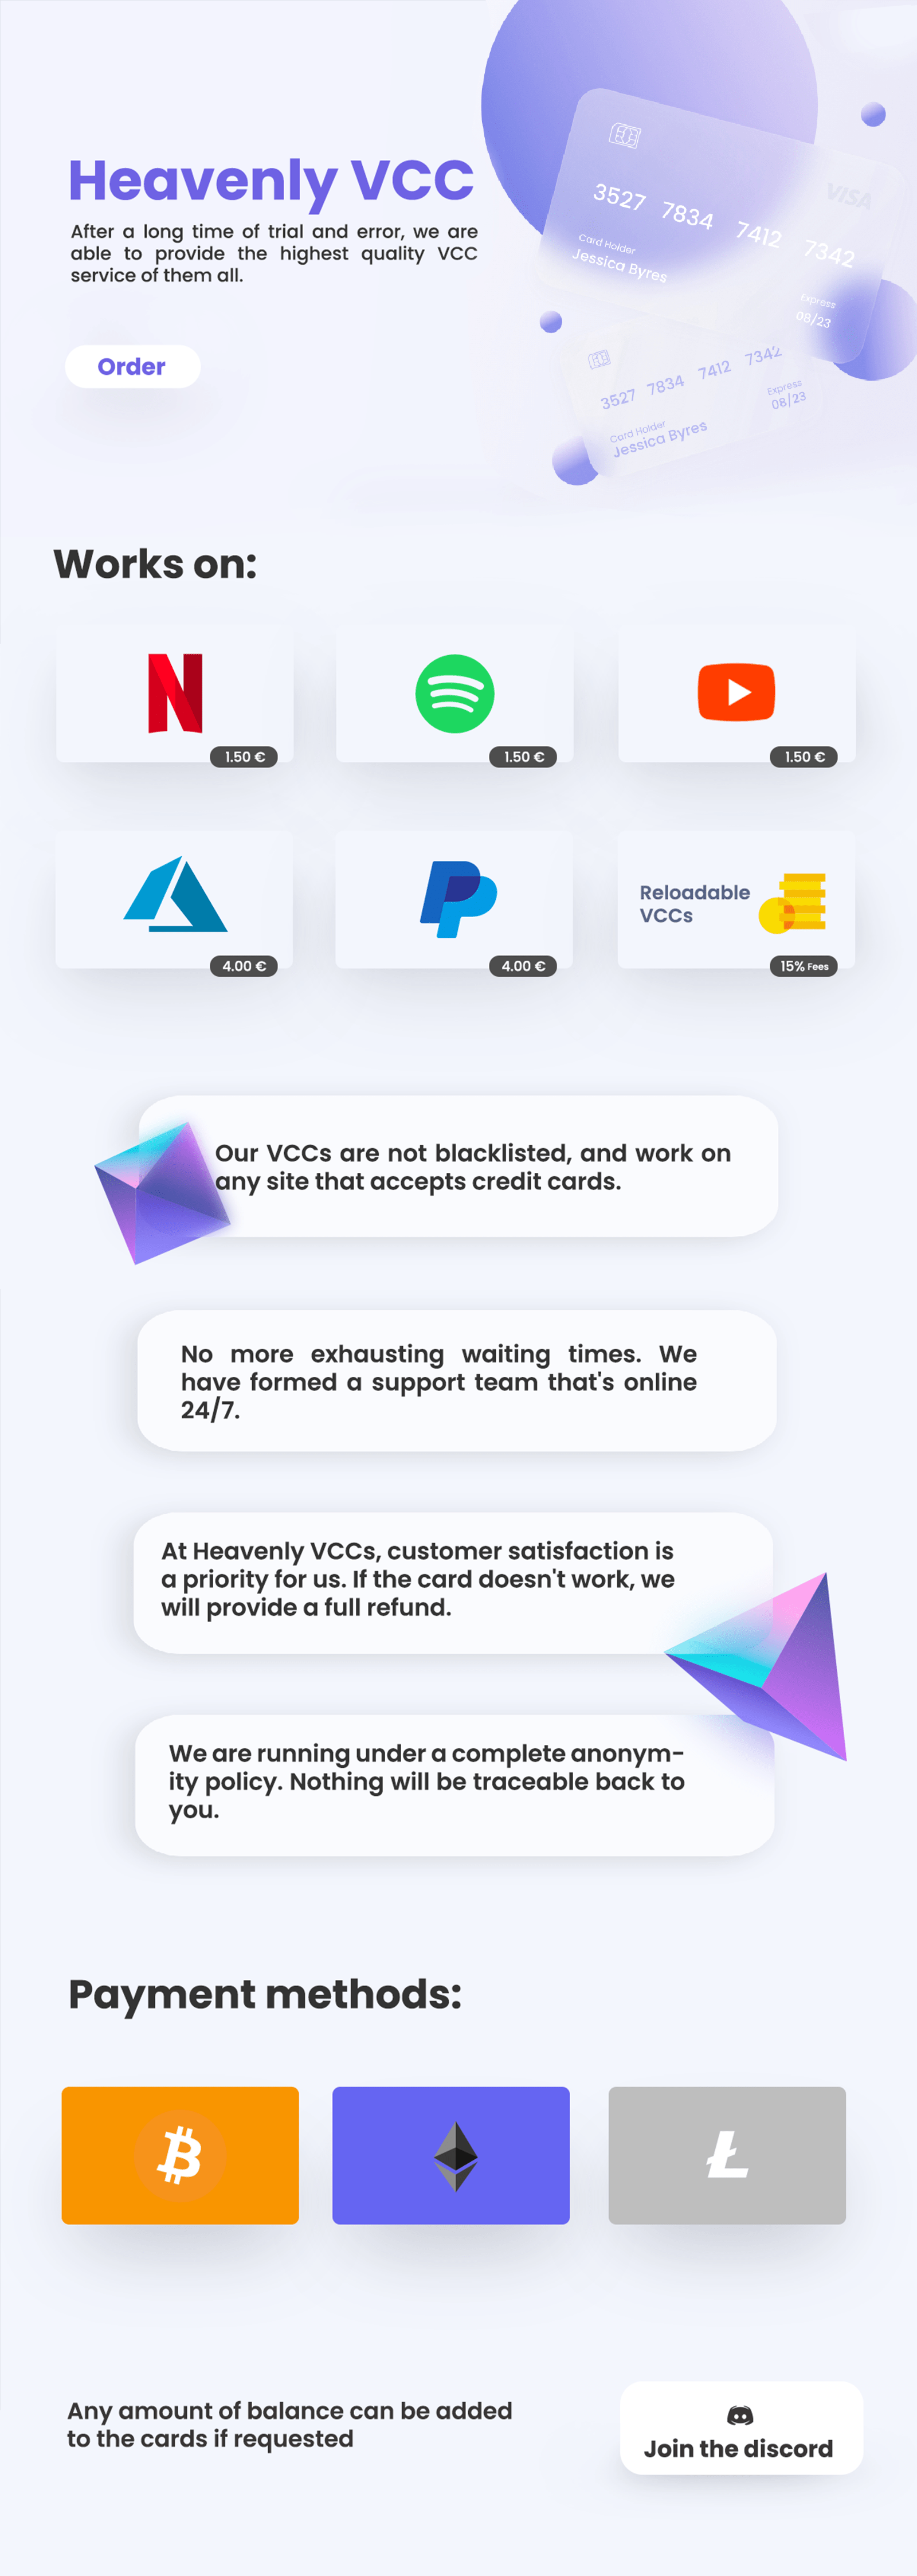 Heavenly VCC
After a long time of trial and error, we are
able to provide the highest quality VCC
service of them all.
Order
VISA
3527 7834 7412 7342
Card Holder
Jessica Byres
Express
08/23
3527 7834 7412 7342
Express
08/23
Card Holder
Jessica Byres
Works on:
1.50 €
1.50 €
1.50 €
Reloadable
VCCs
4.00 €
4.00 €
15% Fees
Our VCCs are not blacklisted, and work on
any site that accepts credit cards.
No more exhausting waiting times. We
have formed a support team that's online
24/7.
At Heavenly VCCs, customer satisfaction is
a priority for us. If the card doesn't work, we
will provide a full refund.
We are running under a complete anonym-
ity policy. Nothing will be traceable back to
you.
Payment methods:
Any amount of balance can be added
to the cards if requested
Join the discord